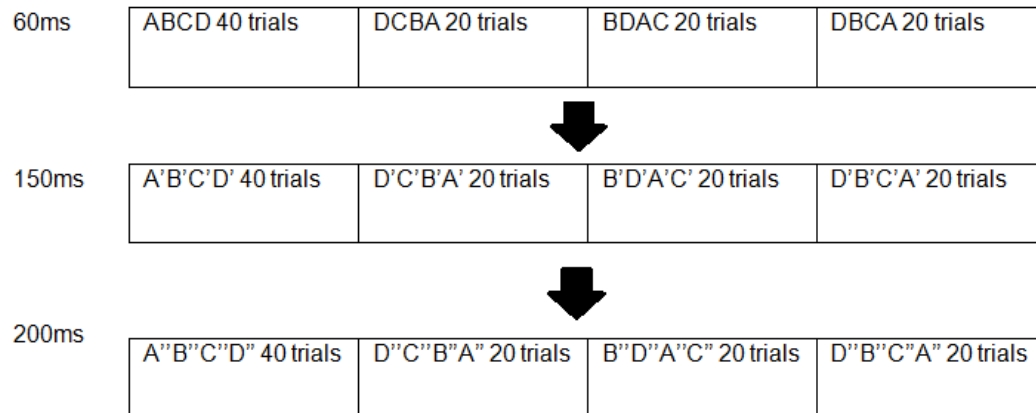 60ms ABCD 40 trials DCBA 20 trials BDAC 20 trials DBCA 20 trials
150ms A’B’C’D’ 40 trials D’C’B’A’ 20 trials B’D’A’C’ 20 trials D’B’C’A’ 20 trials
200ms A’’B’’C’’D’’ 40 trials D’’C’’B”A” 20 trials B’’D’’A’’C” 20 trials D’’B’’C”A” 20 trials